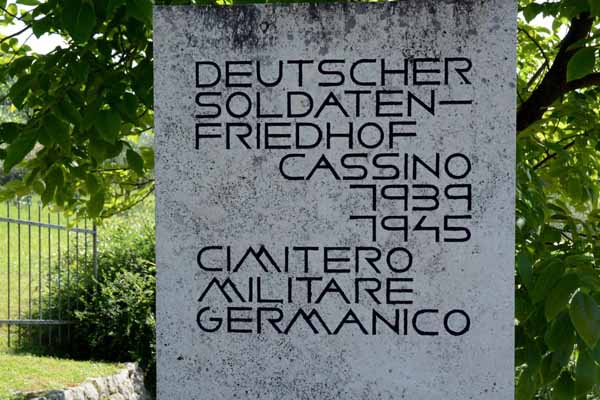 DEUTSCHER
SOLDATEN-
FRIEDHOF
CASSINO
1939
1945
CIMITERO
MILITARE
GERMANICO